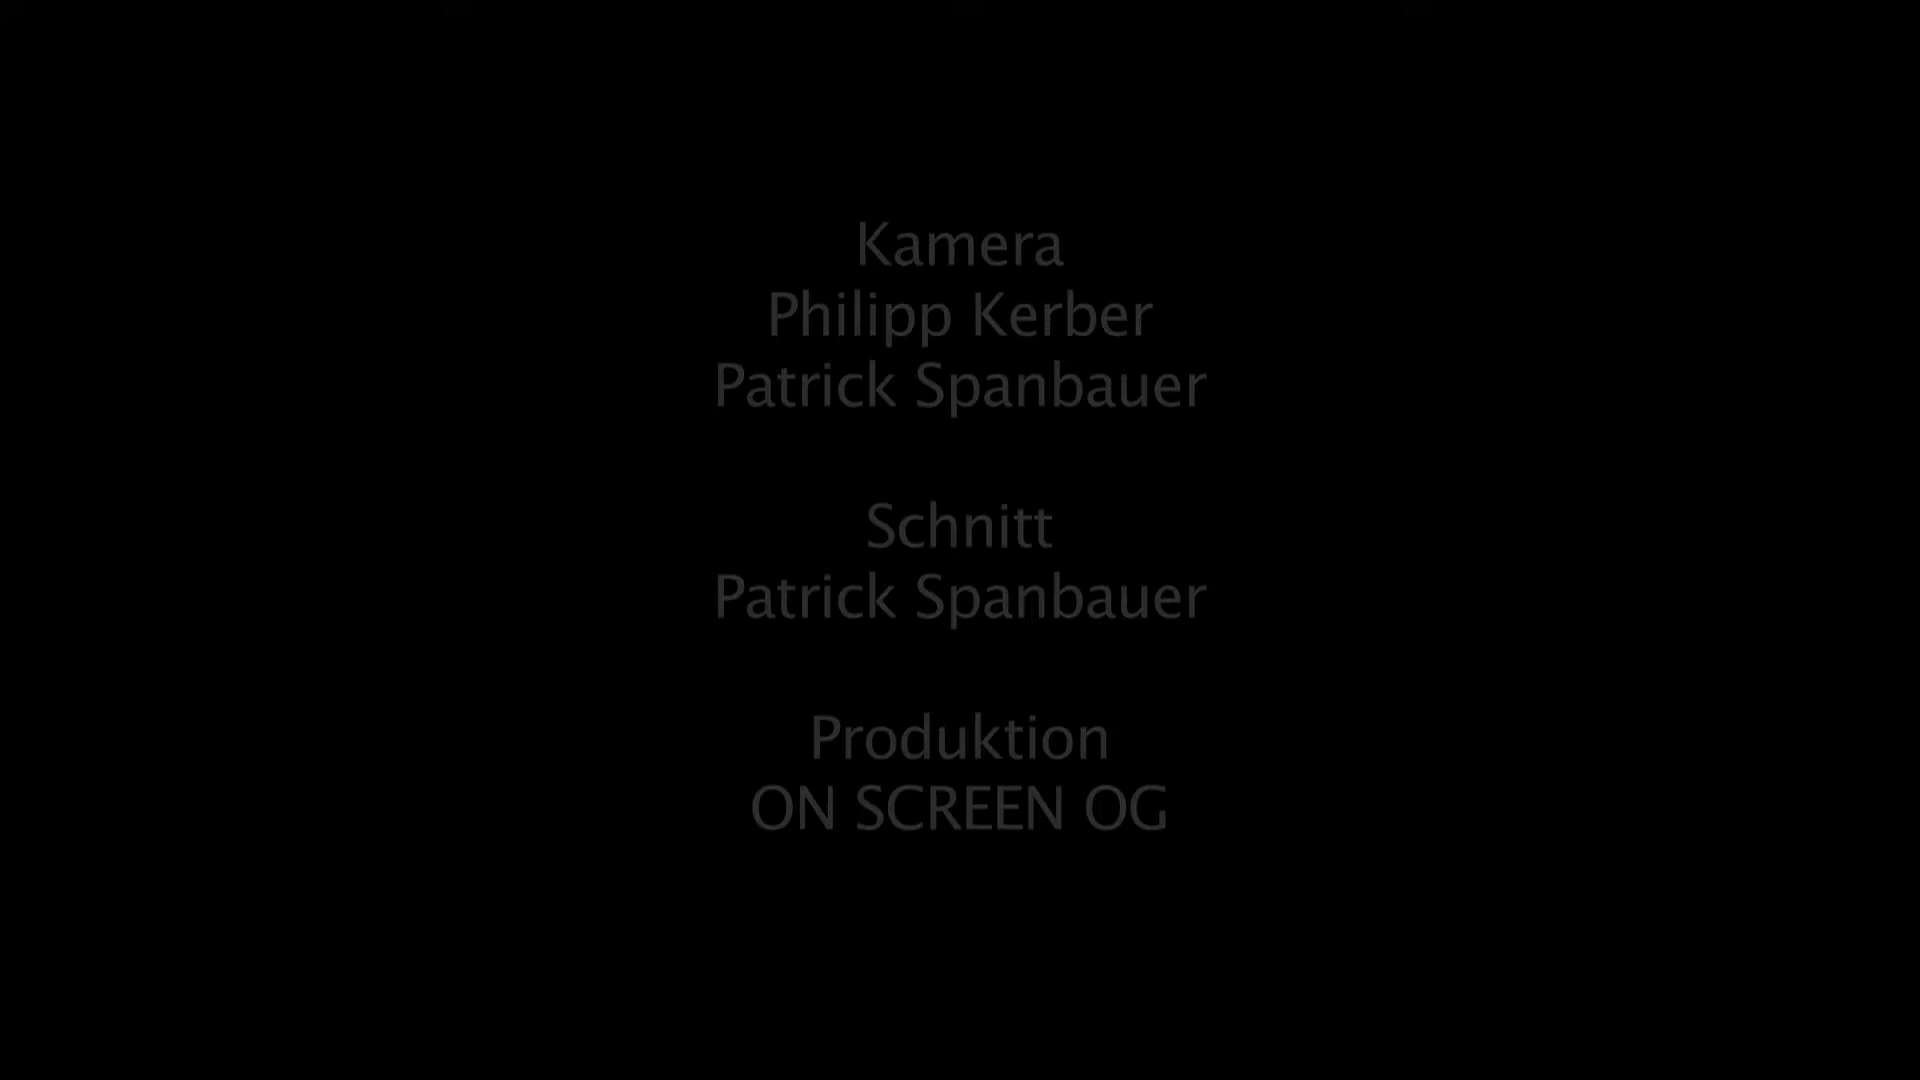 Kamera
Philipp Kerber
Patrick Spanbauer
Schnitt
Patrick Spanbauer
Produktion
ON SCREEN OG